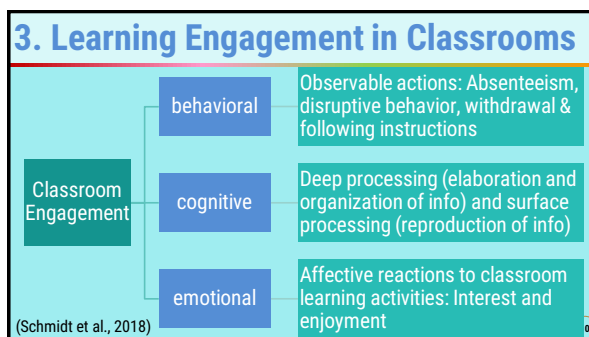 3. Learning Engagement in Classrooms
Classroom
Engagement
behavioral
Observable actions: Absenteeism,
disruptive behavior, withdrawal &
following instructions
cognitive
Deep processing (elaboration and
organization of info) and surface
processing (reproduction of info)
emotional
Affective reactions to classroom
learning activities: Interest and
enjoyment
(Schmidt et al., 2018)